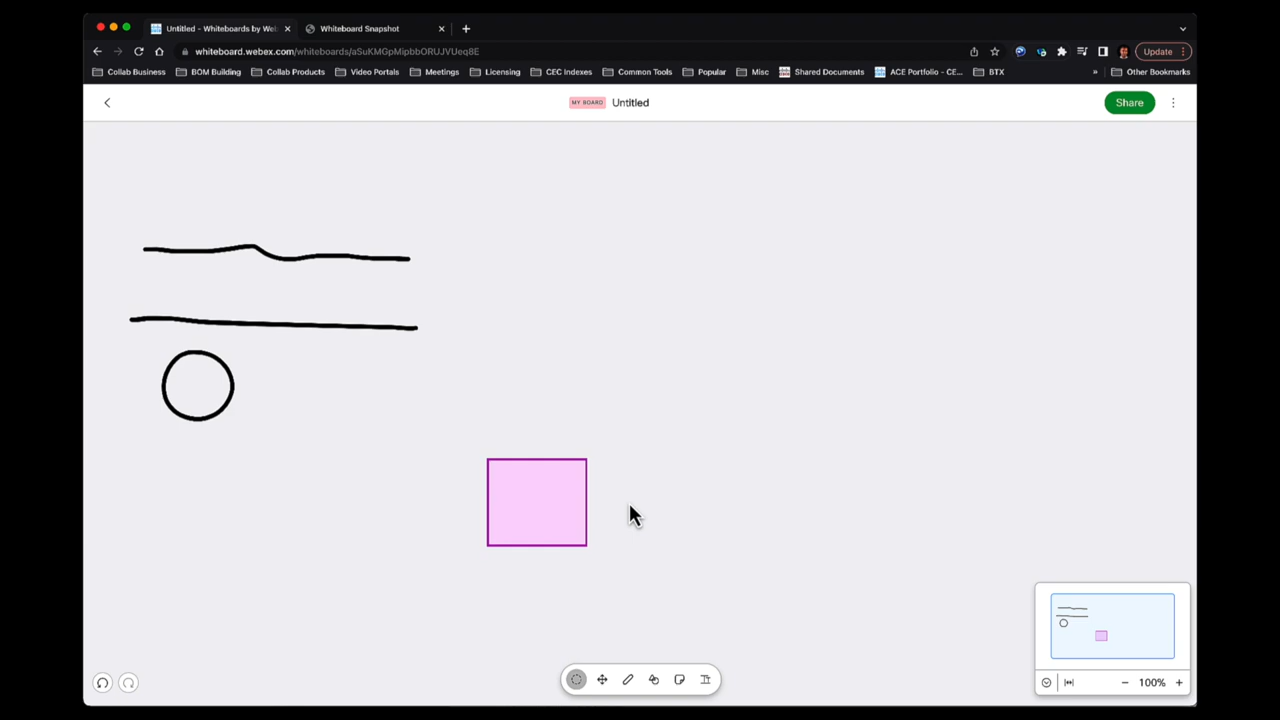 Untitled - Whiteboards by Web
Whiteboard Snapshot
whiteboard.webex.com/whiteboards/aSuKMGpMipbbORUJVUeq8E
Update
Collab Business
BOM Building
Collab Products
Video Portals
Meetings
Licensing
CEC Indexes
Common Tools
Popular
Misc
Shared Documents
ACE Portfolio - CE...
BTX
»
Other Bookmarks
MY BOARD
Untitled
Share
Tt
100%